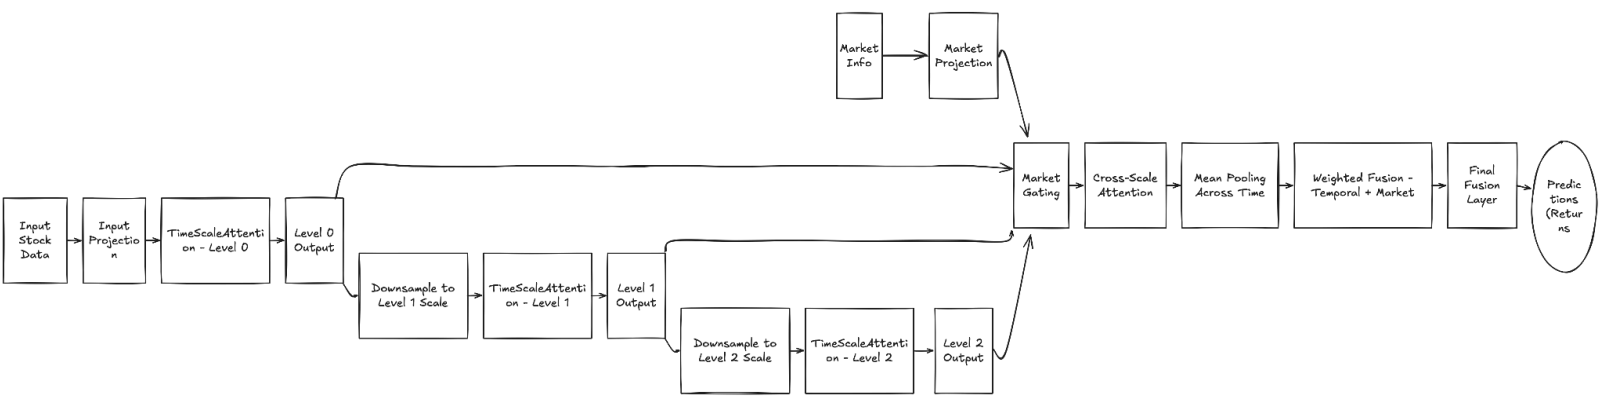 Market
Info
Market
Projection
Input
Stock
Data
Input
Projectio
n
TimeScaleAttenti
on - Level 0
Level 0
Output
Downsample to
Level 1 Scale
TimeScaleAttenti
on - Level 1
Level 1
Output
Downsample to
Level 2 Scale
TimeScaleAttenti
on - Level 2
Level 2
Output
Market
Gating
Cross-Scale
Attention
Mean Pooling
Across Time
Weighted Fusion -
Temporal + Market
Final
Fusion
Layer
Predic
tions
(Retur
ns